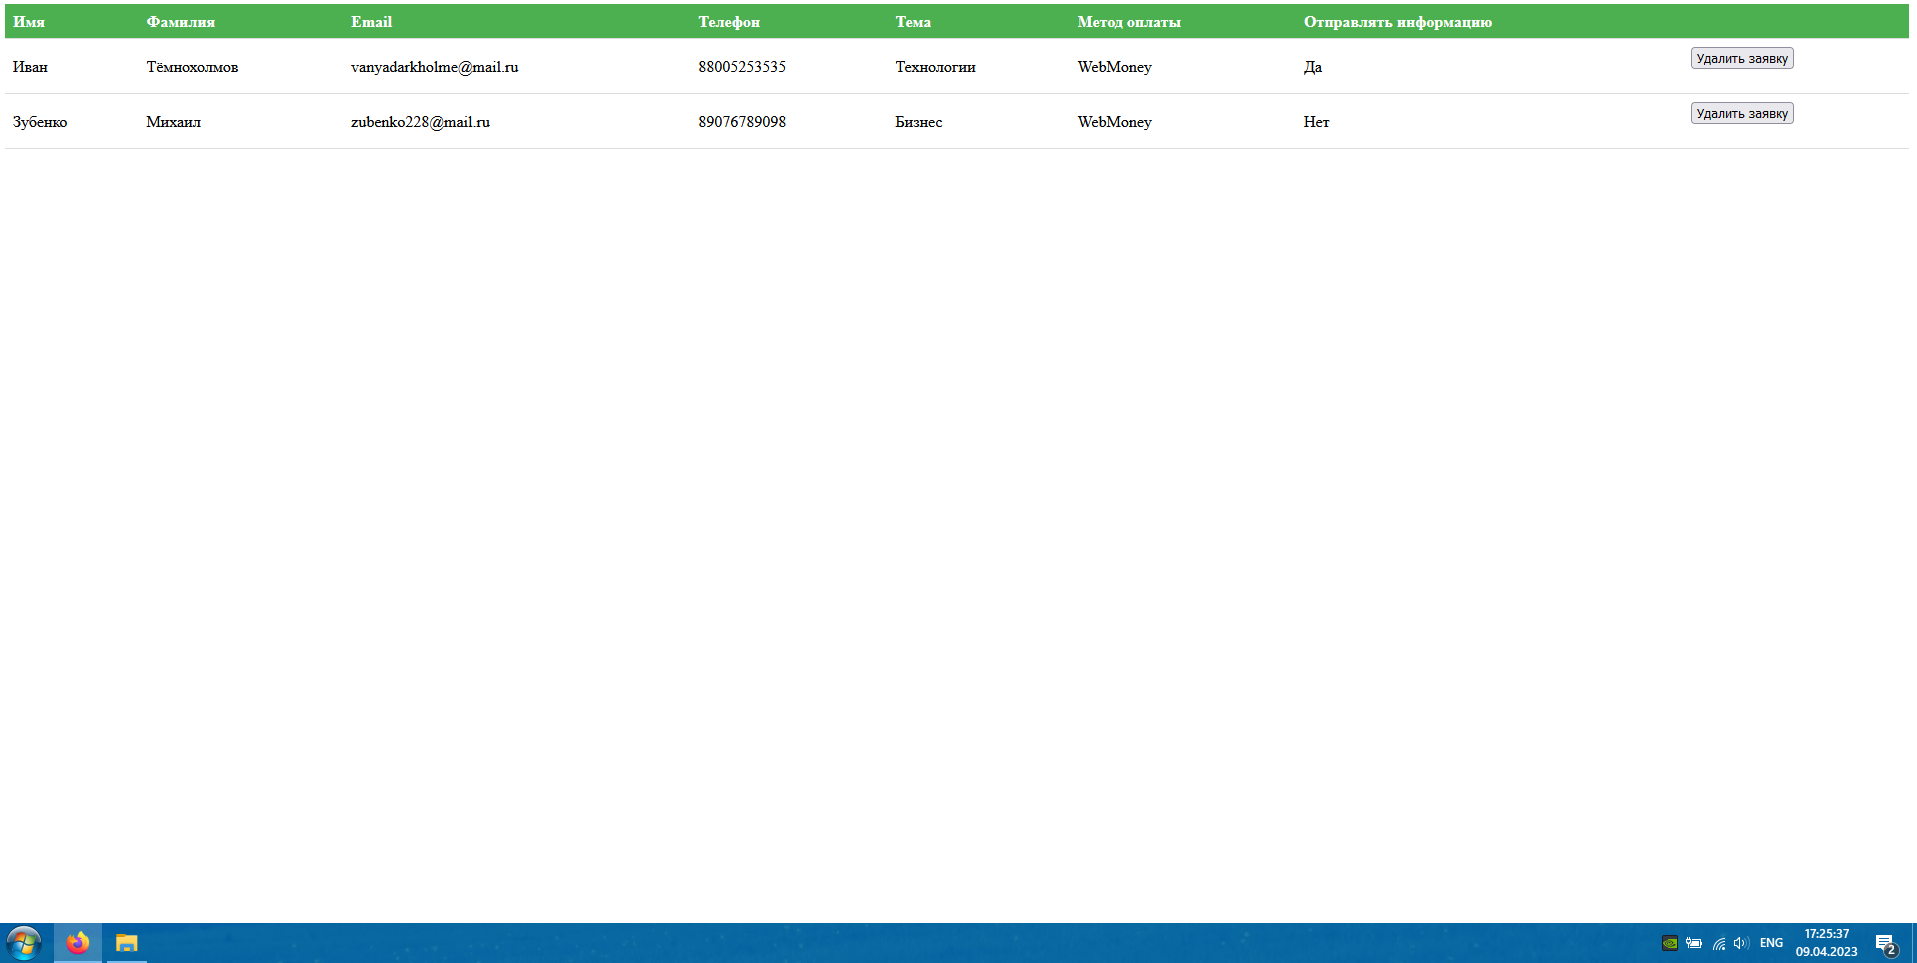 Имя Фамилия Email Телефон Тема Метод оплаты Отправлять информацию
Иван Тёмнохолмов vanyadarkholme@mail.ru 88005253535 Технологии WebMoney Да Удалить заявку
Зубенко Михаил zubenko228@mail.ru 89076789098 Бизнес WebMoney Нет Удалить заявку
ENG 17:25:37
09.04.2023 2